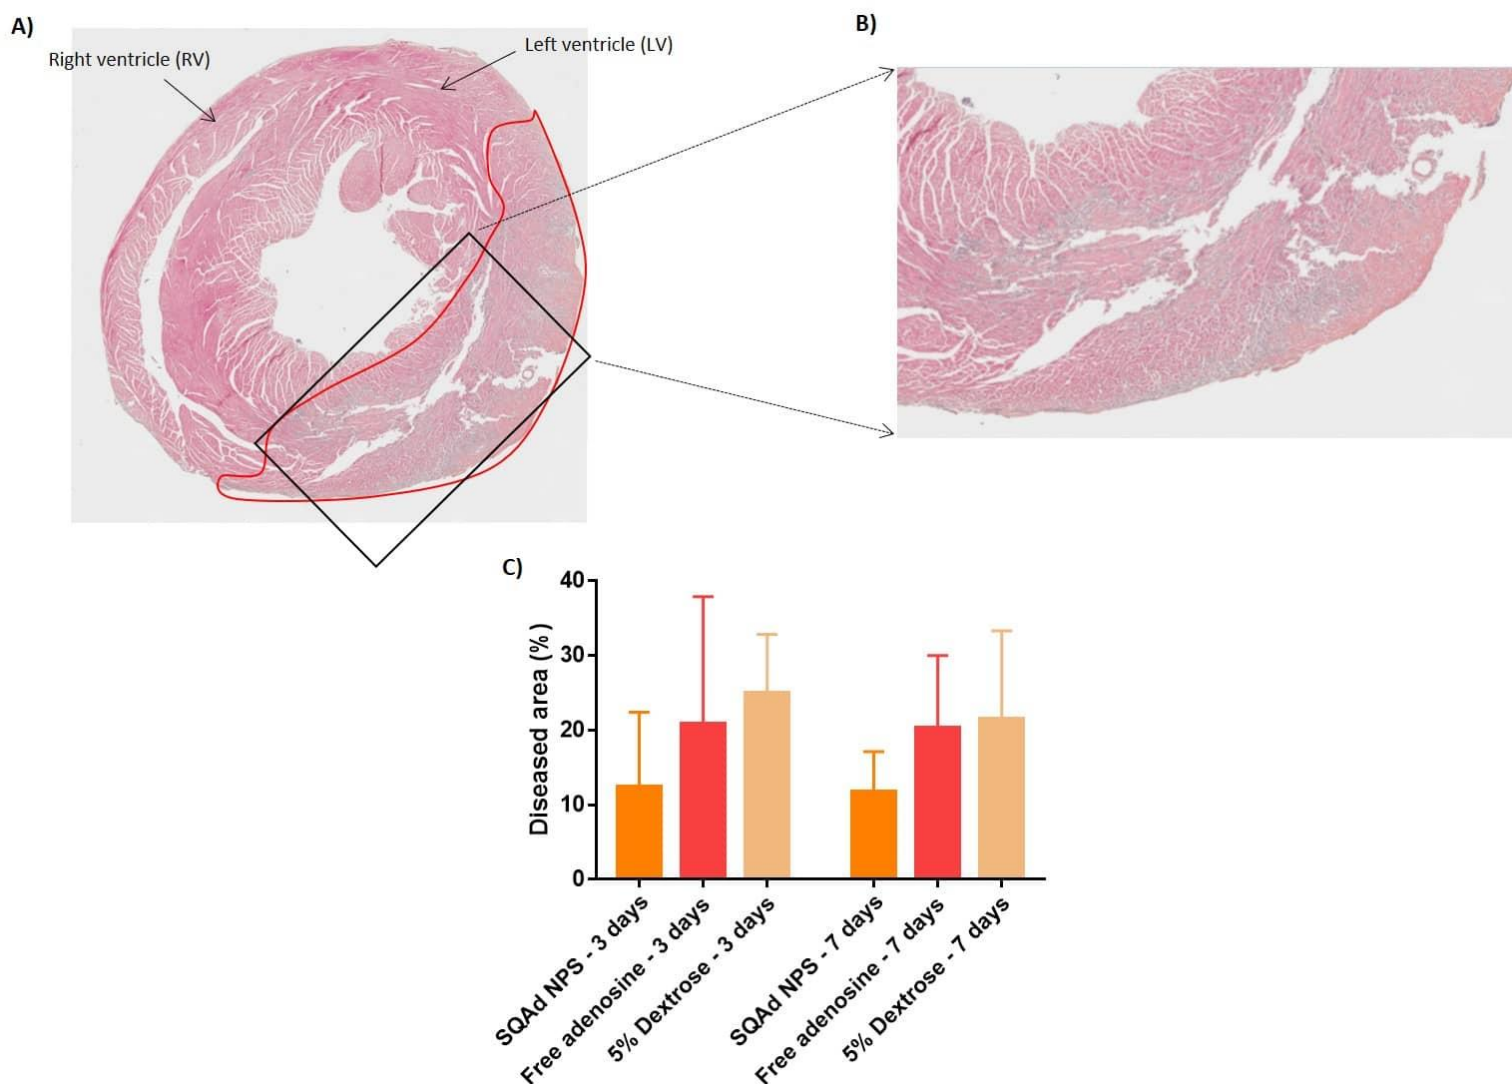 A)
Right ventricle (RV)
Left ventricle (LV)
B)
C)
Diseased area (%)
40
30
20
10
0
SQAd NPS - 3 days
Free adenosine - 3 days
5% Dextrose - 3 days
SQAd NPS - 7 days
Free adenosine - 7 days
5% Dextrose - 7 days